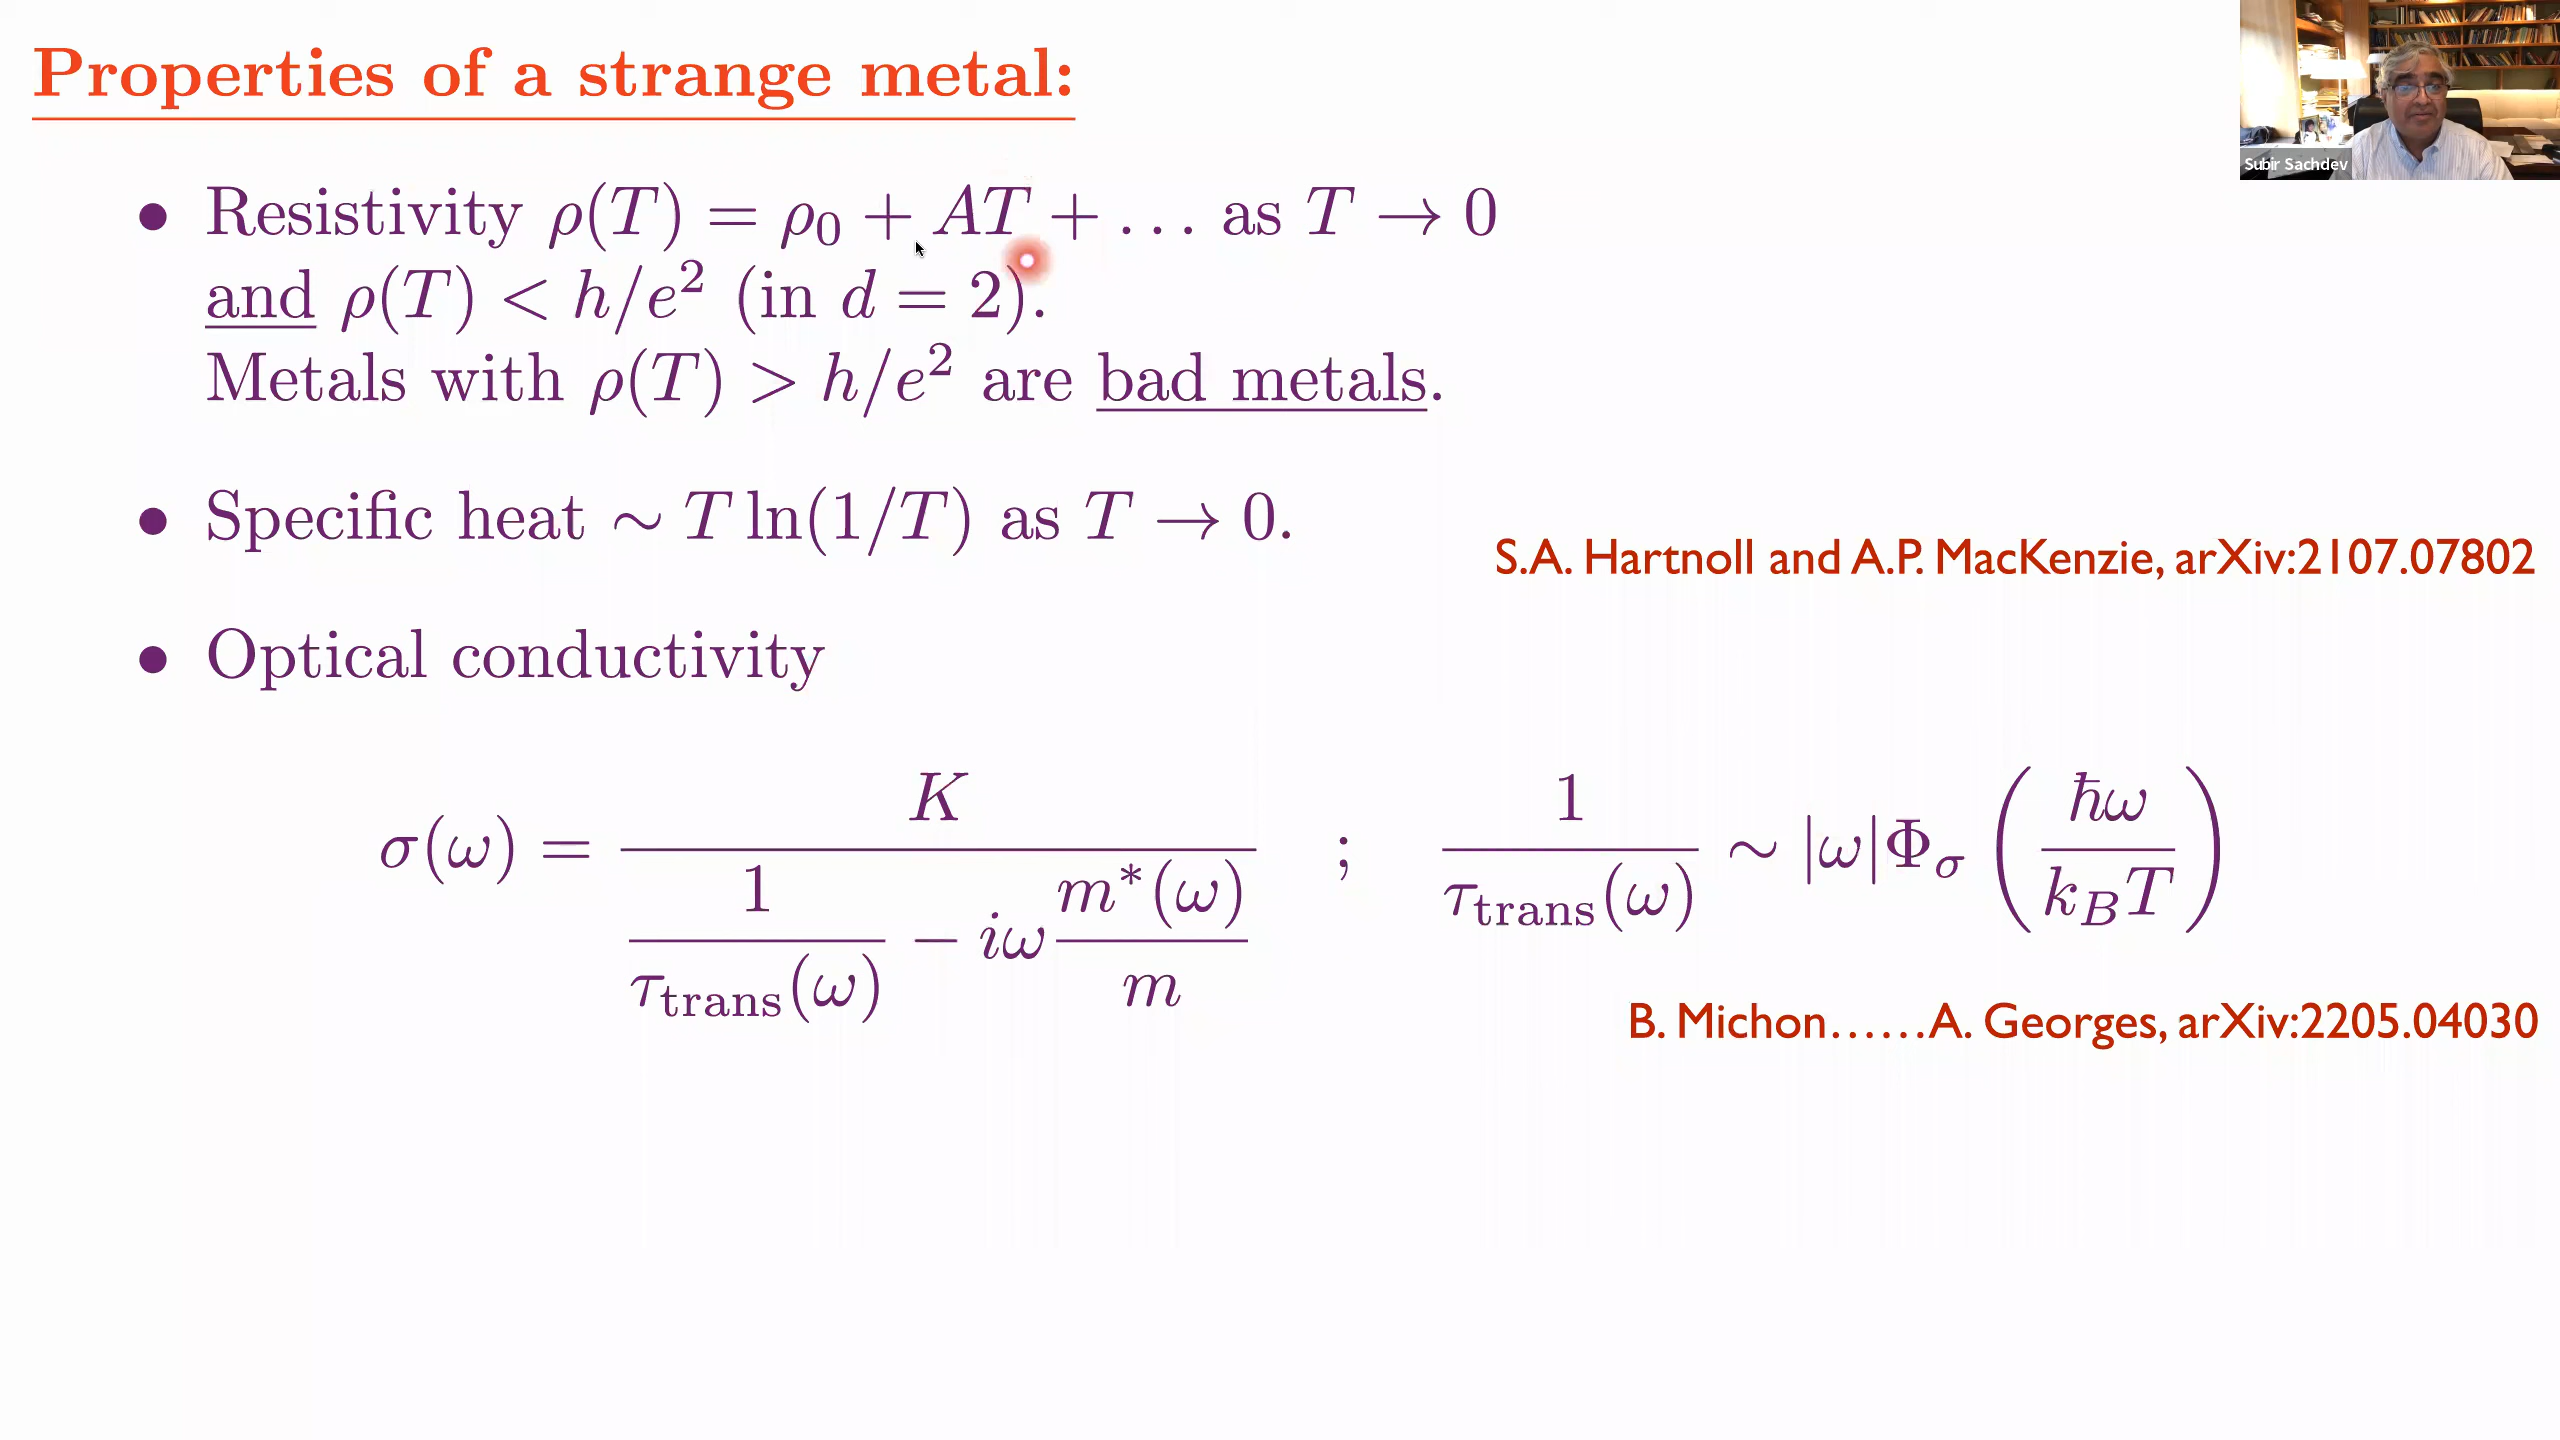 Properties of a strange metal:
Subir Sachdev
• Resistivity ρ(T) = ρ₀ + AT + … as T → 0
and ρ(T) < h/e² (in d = 2).
Metals with ρ(T) > h/e² are bad metals.
• Specific heat ∼ T ln(1/T) as T → 0.
S.A. Hartnoll and A.P. MacKenzie, arXiv:2107.07802
• Optical conductivity
σ(ω) = K / (1/τ_trans(ω) − iω m*(ω)/m) ; 1/τ_trans(ω) ∼ |ω|Φ_σ (ħω / k_B T)
B. Michon……A. Georges, arXiv:2205.04030